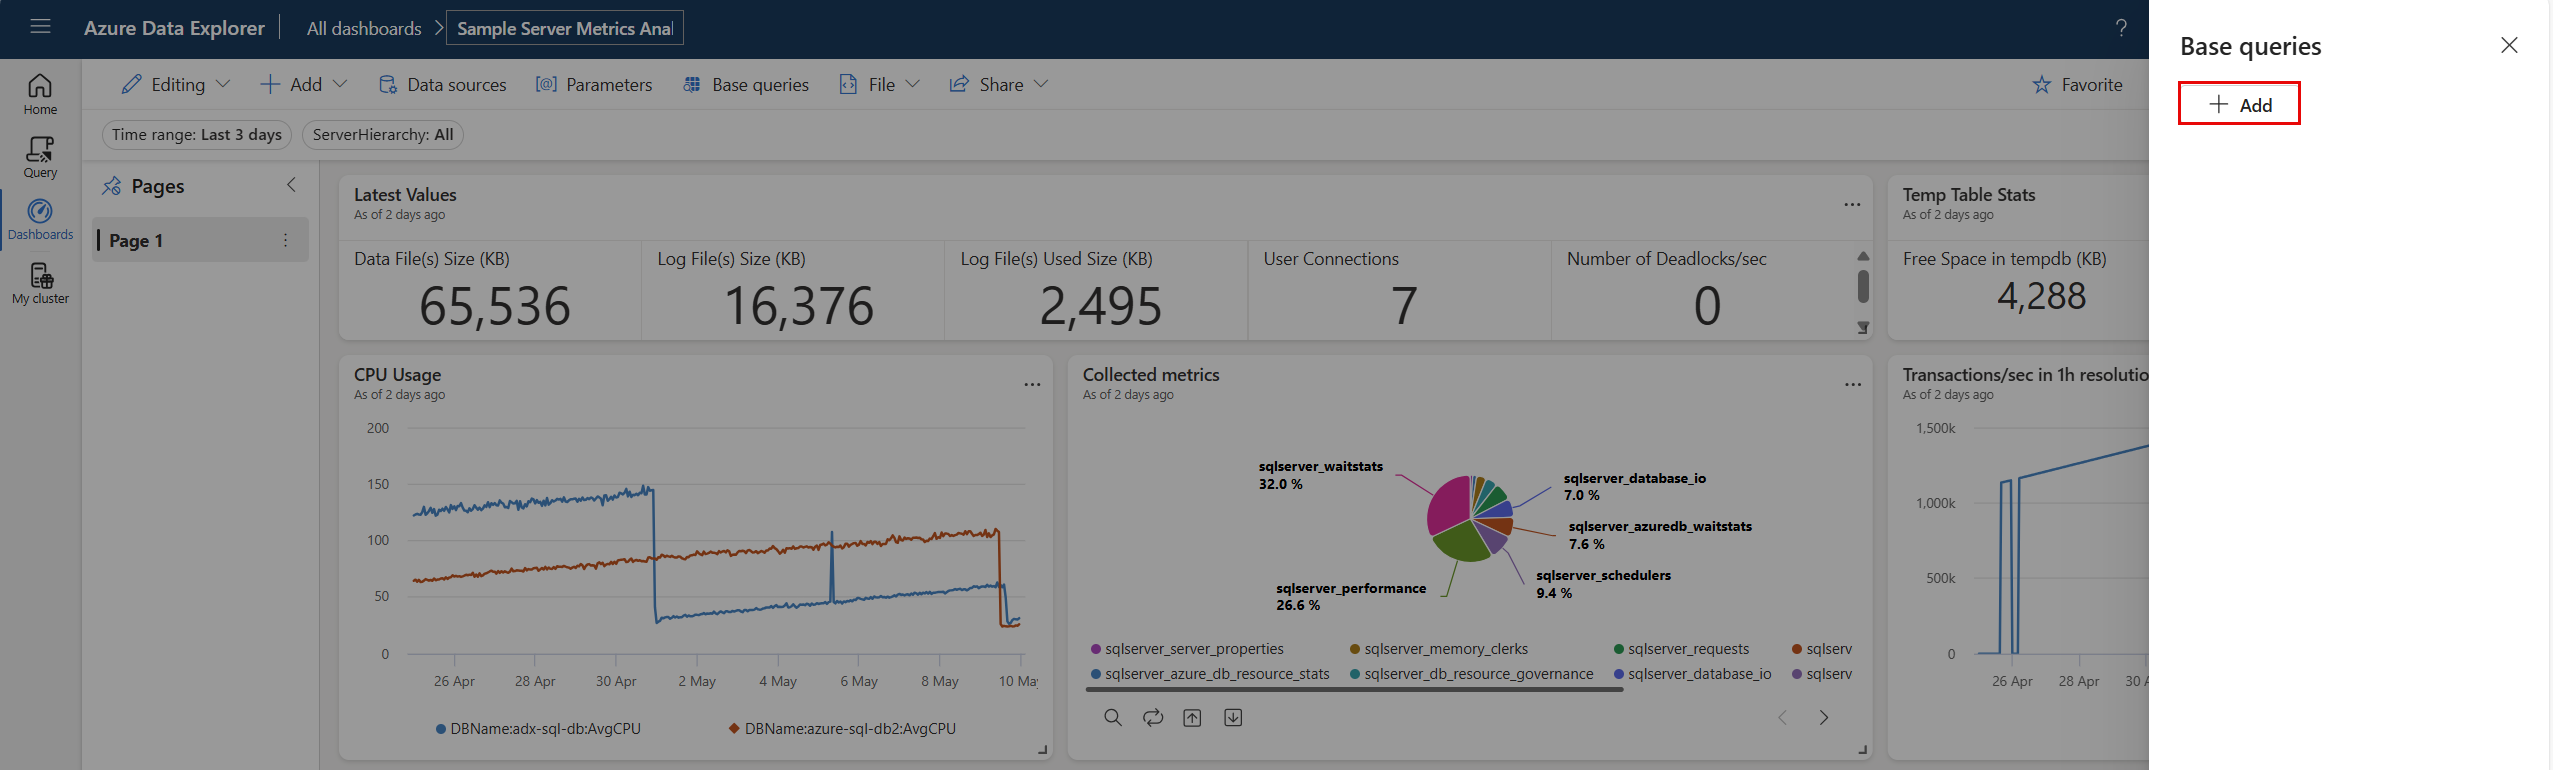 Azure Data Explorer
All dashboards
Sample Server Metrics Anal
?
Base queries
Add
Home
Query
Dashboards
My cluster
Editing
Add
Data sources
Parameters
Base queries
File
Share
Favorite
Time range: Last 3 days
ServerHierarchy: All
Pages
Page 1
Latest Values
As of 2 days ago
Data File(s) Size (KB)
65,536
Log File(s) Size (KB)
16,376
Log File(s) Used Size (KB)
2,495
User Connections
7
Number of Deadlocks/sec
0
Temp Table Stats
As of 2 days ago
Free Space in tempdb (KB)
4,288
CPU Usage
As of 2 days ago
200
150
100
50
0
26 Apr
28 Apr
30 Apr
2 May
4 May
6 May
8 May
10 May
DBName:adx-sql-db:AvgCPU
DBName:azure-sql-db2:AvgCPU
Collected metrics
As of 2 days ago
sqlserver_waitstats
32.0 %
sqlserver_database_io
7.0 %
sqlserver_azuredb_waitstats
7.6 %
sqlserver_schedulers
9.4 %
sqlserver_performance
26.6 %
sqlserver_server_properties
sqlserver_memory_clerks
sqlserver_requests
sqlserv
sqlserver_azure_db_resource_stats
sqlserver_db_resource_governance
sqlserver_database_io
sqlserv
Transactions/sec in 1h resolutio
As of 2 days ago
1,500k
1,000k
500k
0
26 Apr
28 Apr
30 A